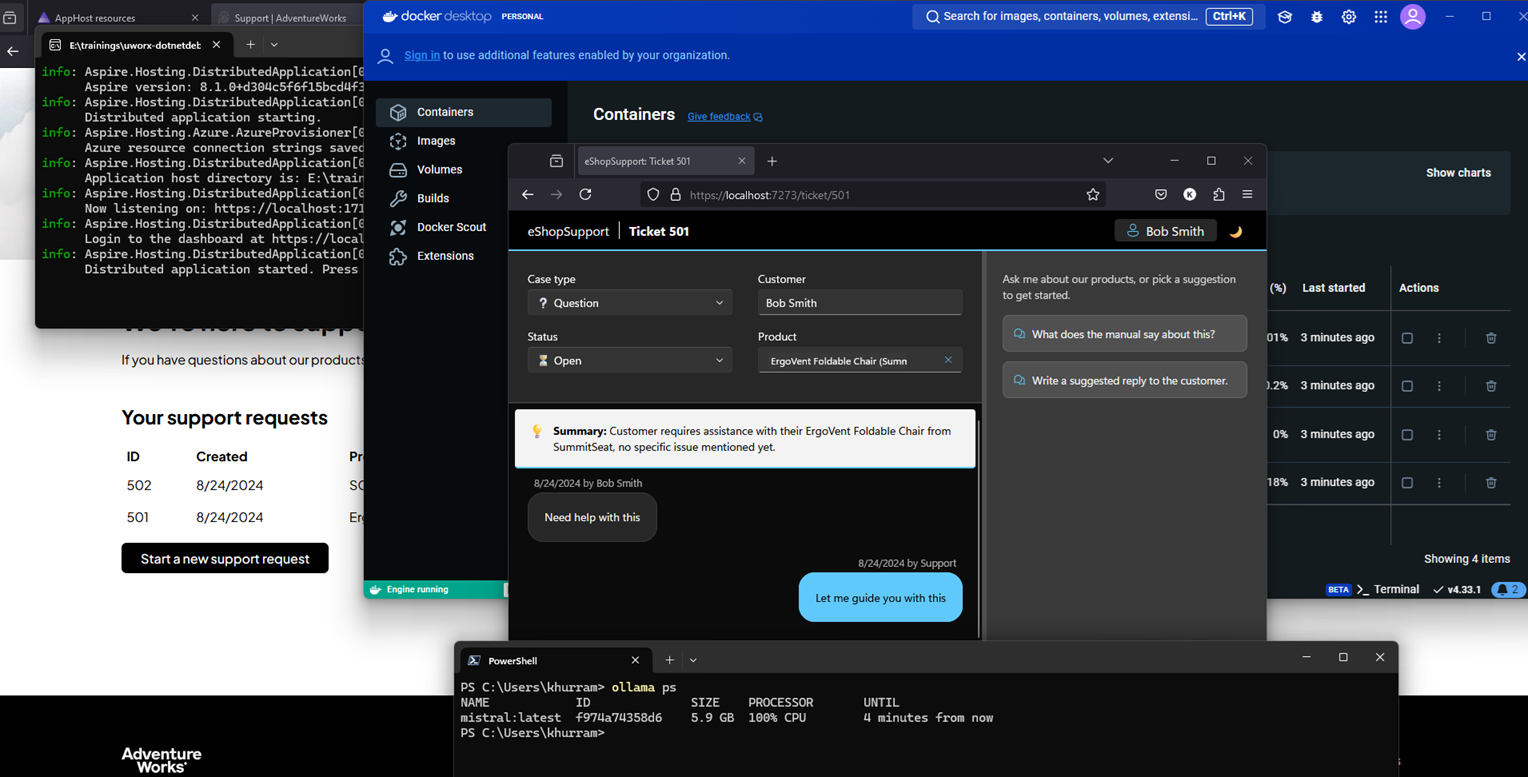 AppHost resources
Support | AdventureWorks
E:\trainings\uworx-dotnetdeb
info: Aspire.Hosting.DistributedApplication[0
Aspire version: 8.1.0+d304c5f6f15bcd4f3
info: Aspire.Hosting.DistributedApplication[0
Distributed application starting.
info: Aspire.Hosting.Azure.AzureProvisioner[0
Azure resource connection strings saved
info: Aspire.Hosting.DistributedApplication[0
Application host directory is: E:\train
info: Aspire.Hosting.DistributedApplication[0
Now listening on: https://localhost:171
info: Aspire.Hosting.DistributedApplication[0
Login to the dashboard at https://local
info: Aspire.Hosting.DistributedApplication[0
Distributed application started. Press
We're here to suppo
If you have questions about our products
Your support requests
ID Created Pr
502 8/24/2024 SC
501 8/24/2024 Er
Start a new support request
Adventure
Works
docker desktop PERSONAL
Search for images, containers, volumes, extensi... Ctrl+K
Sign in to use additional features enabled by your organization.
Containers
Images
Volumes
Builds
Docker Scout
Extensions
Containers Give feedback
Show charts
(%) Last started Actions
01% 3 minutes ago
0.2% 3 minutes ago
0% 3 minutes ago
18% 3 minutes ago
Showing 4 items
Engine running
BETA >_ Terminal v4.33.1 2
eShopSupport: Ticket 501
https://localhost:7273/ticket/501
K
eShopSupport | Ticket 501
Bob Smith
Case type
? Question
Customer
Bob Smith
Status
Open
Product
ErgoVent Foldable Chair (Sumn
Ask me about our products, or pick a suggestion
to get started.
What does the manual say about this?
Write a suggested reply to the customer.
Summary: Customer requires assistance with their ErgoVent Foldable Chair from
SummitSeat, no specific issue mentioned yet.
8/24/2024 by Bob Smith
Need help with this
8/24/2024 by Support
Let me guide you with this
PowerShell
PS C:\Users\khurram> ollama ps
NAME ID SIZE PROCESSOR UNTIL
mistral:latest f974a74358d6 5.9 GB 100% CPU 4 minutes from now
PS C:\Users\khurram>